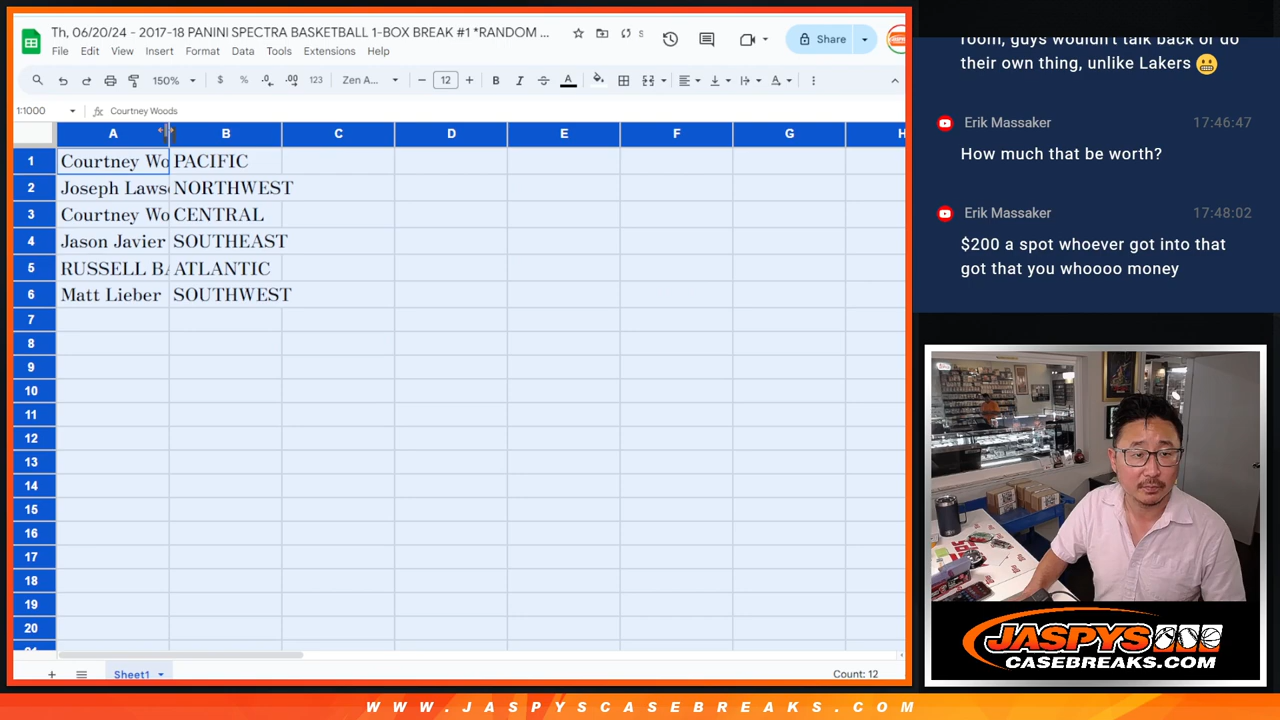 Th, 06/20/24 - 2017-18 PANINI SPECTRA BASKETBALL 1-BOX BREAK #1 *RANDOM ...
File Edit View Insert Format Data Tools Extensions Help
Share
150% $ % .0 .00 123 Zen A... 12 B I A
1:1000 fx Courtney Woods
A B C D E F G H
1 Courtney Wo PACIFIC
2 Joseph Laws NORTHWEST
3 Courtney Wo CENTRAL
4 Jason Javier SOUTHEAST
5 RUSSELL BA ATLANTIC
6 Matt Lieber SOUTHWEST
7
8
9
10
11
12
13
14
15
16
17
18
19
20
Sheet1
Count: 12
room, guys wouldn't talk back or do
their own thing, unlike Lakers 😬
Erik Massaker 17:46:47
How much that be worth?
Erik Massaker 17:48:02
$200 a spot whoever got into that
got that you whoooo money
JASPYS
CASEBREAKS.COM
WWW.JASPYSCASEBREAKS.COM